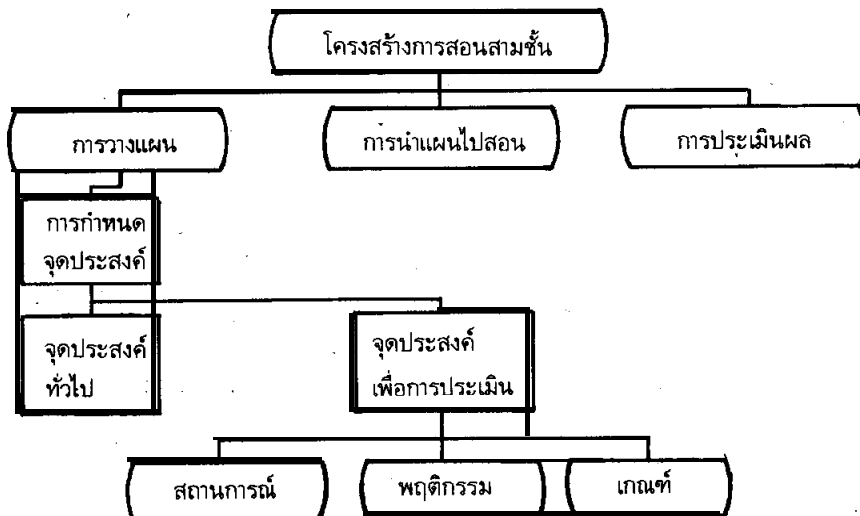 โครงสร้างการสอนสามชั้น
การวางแผน
การนำแผนไปสอน
การประเมินผล
การกำหนด
จุดประสงค์
จุดประสงค์
ทั่วไป
จุดประสงค์
เพื่อการประเมิน
สถานการณ์
พฤติกรรม
เกณฑ์